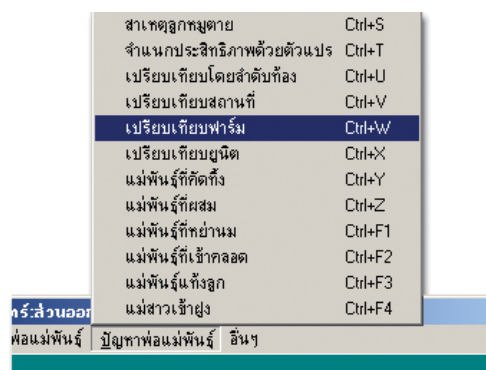 สาเหตุลูกหมูตาย Ctrl+S
จำแนกประสิทธิภาพด้วยตัวแปร Ctrl+T
เปรียบเทียบโดยลำดับท้อง Ctrl+U
เปรียบเทียบสถานที่ Ctrl+V
เปรียบเทียบฟาร์ม Ctrl+W
เปรียบเทียบยูนิต Ctrl+X
แม่พันธุ์ที่คัดทิ้ง Ctrl+Y
แม่พันธุ์ที่ผสม Ctrl+Z
แม่พันธุ์ที่หย่านม Ctrl+F1
แม่พันธุ์ที่เข้าคลอด Ctrl+F2
แม่พันธุ์แท้งลูก Ctrl+F3
แม่สาวเข้าฝูง Ctrl+F4
ทร์:ส่วนออก
พ่อแม่พันธุ์ ปัญหาพ่อแม่พันธุ์ อื่นๆ